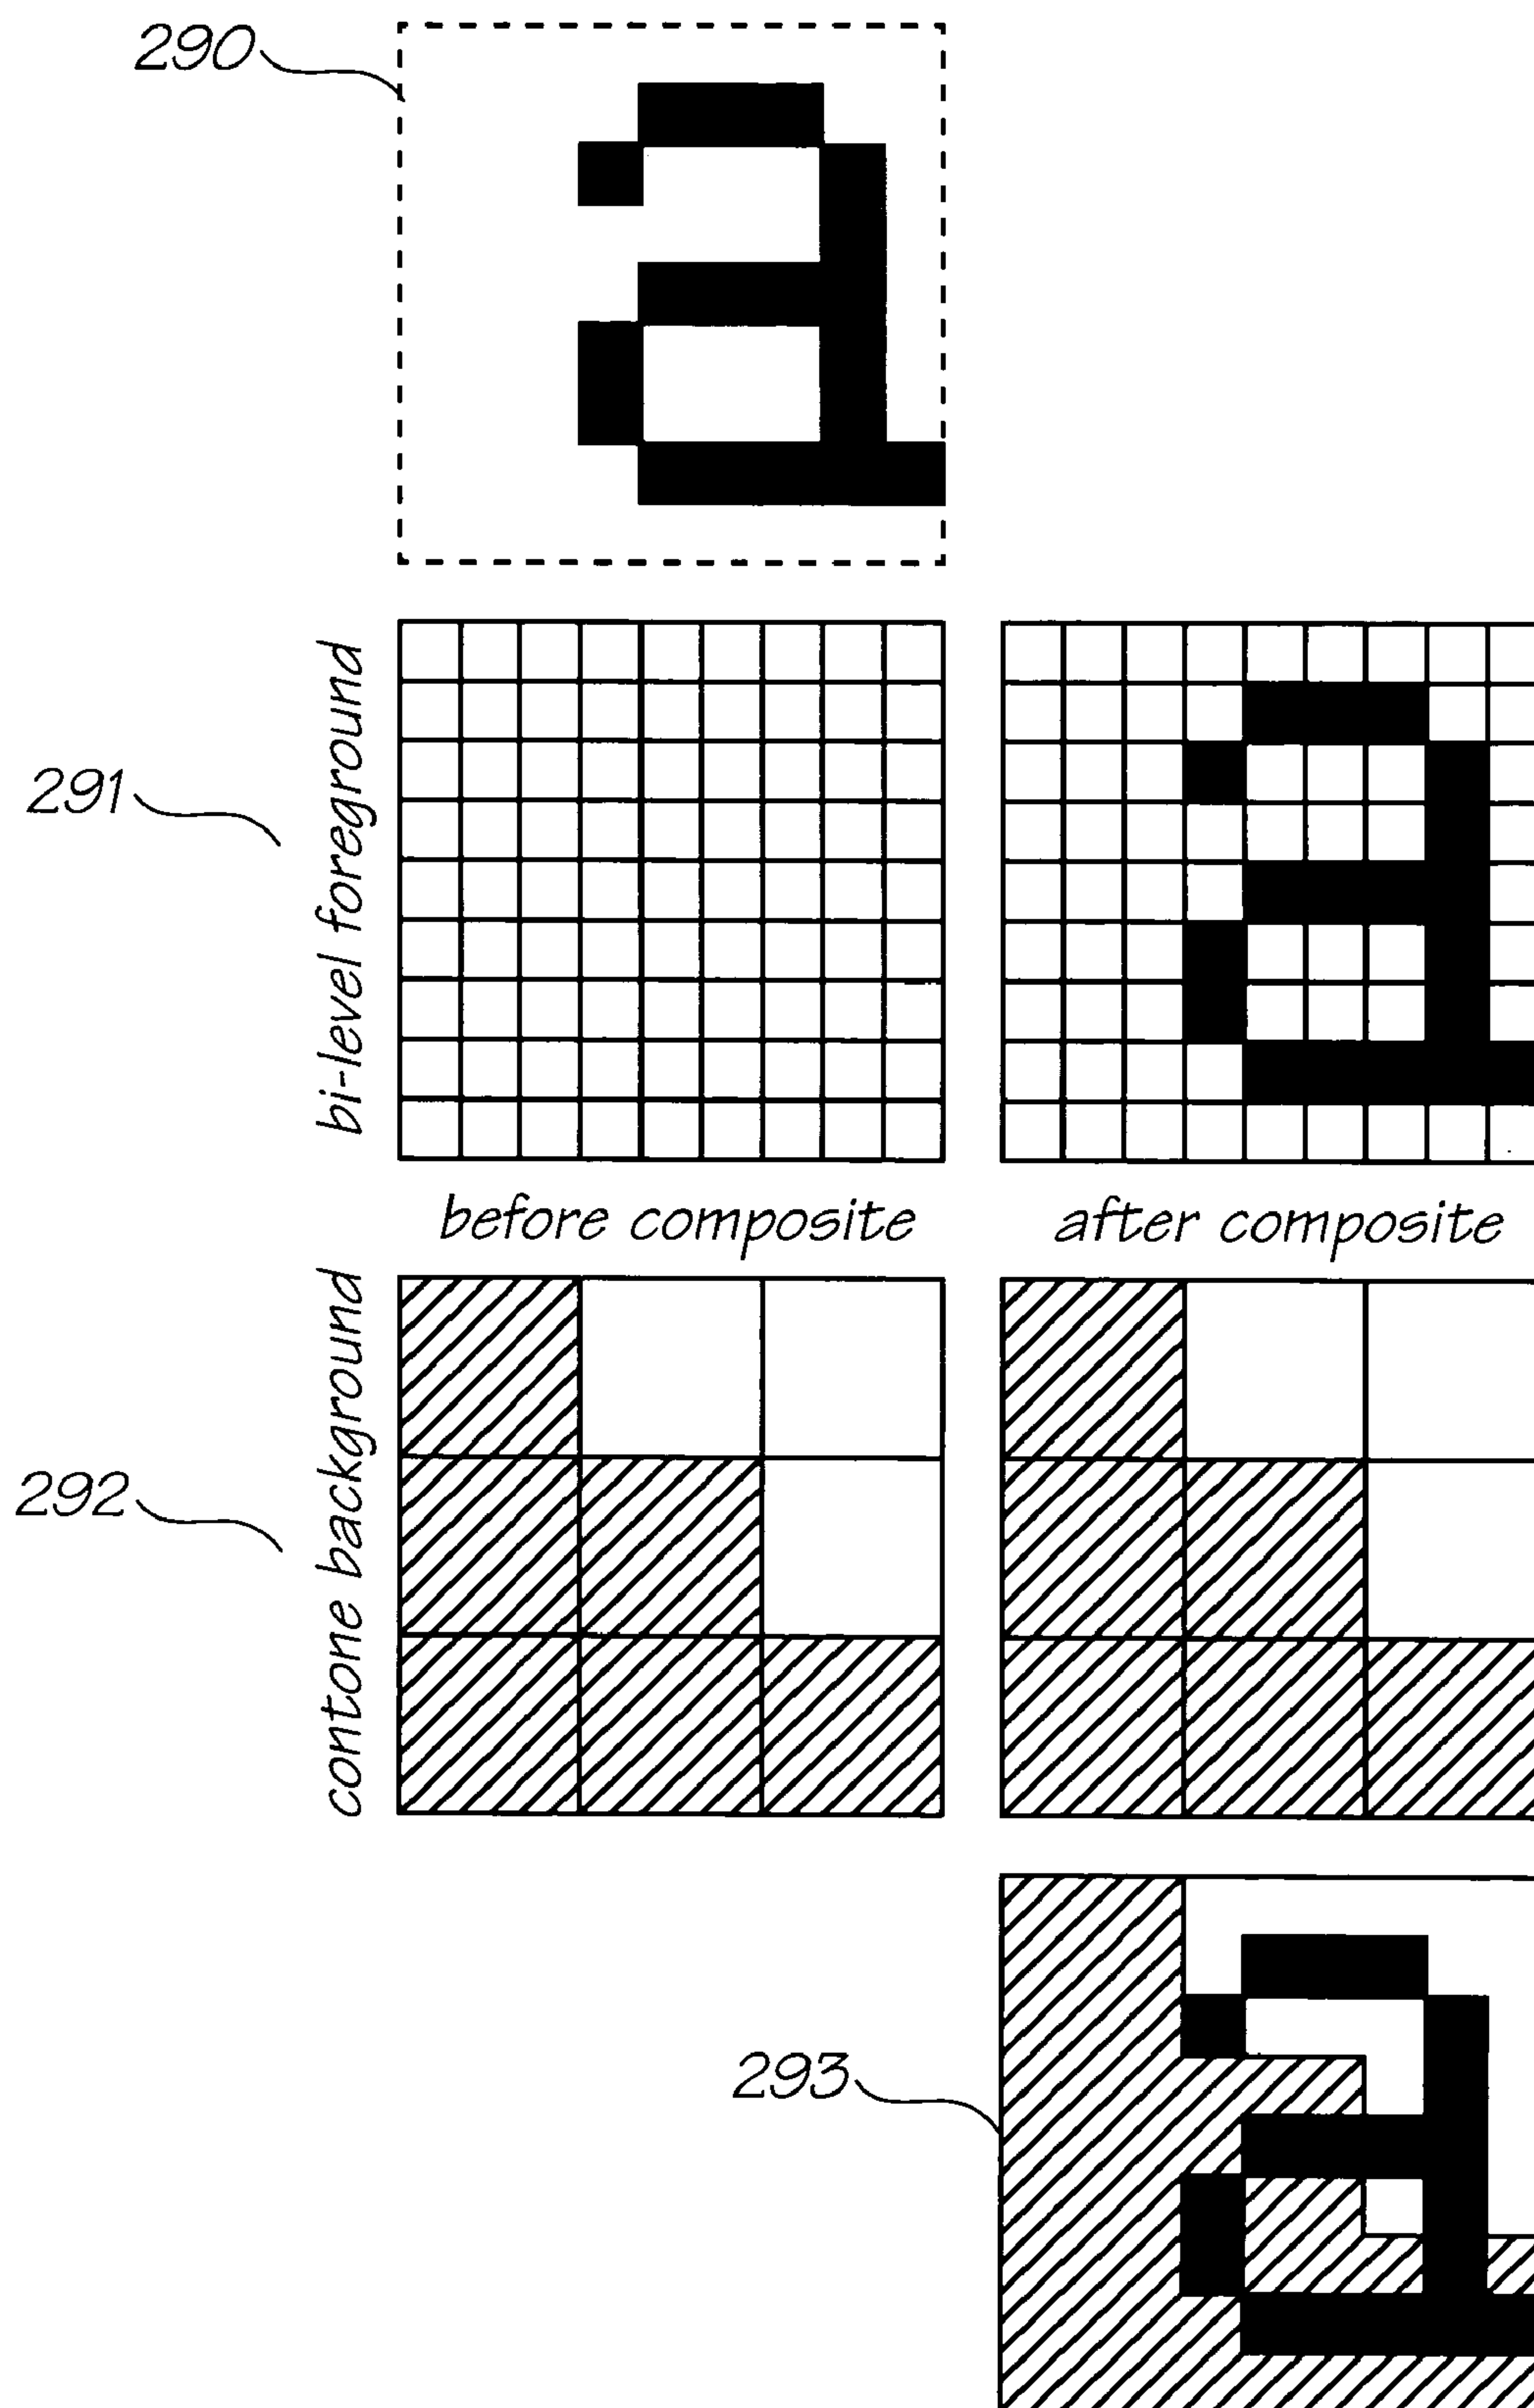 290
a
291
bi-level foreground
before composite
after composite
292
contone background
293